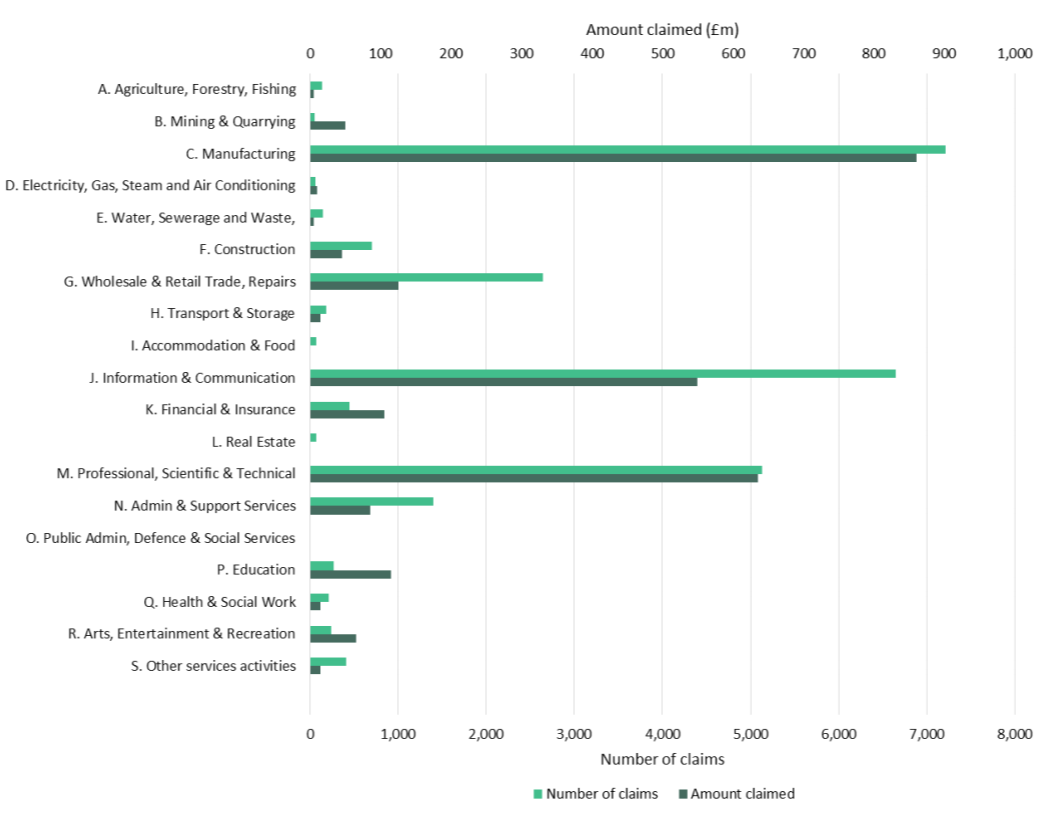 Amount claimed (£m)
0 100 200 300 400 500 600 700 800 900 1,000
A. Agriculture, Forestry, Fishing
B. Mining & Quarrying
C. Manufacturing
D. Electricity, Gas, Steam and Air Conditioning
E. Water, Sewerage and Waste,
F. Construction
G. Wholesale & Retail Trade, Repairs
H. Transport & Storage
I. Accommodation & Food
J. Information & Communication
K. Financial & Insurance
L. Real Estate
M. Professional, Scientific & Technical
N. Admin & Support Services
O. Public Admin, Defence & Social Services
P. Education
Q. Health & Social Work
R. Arts, Entertainment & Recreation
S. Other services activities
0 1,000 2,000 3,000 4,000 5,000 6,000 7,000 8,000
Number of claims
Number of claims Amount claimed